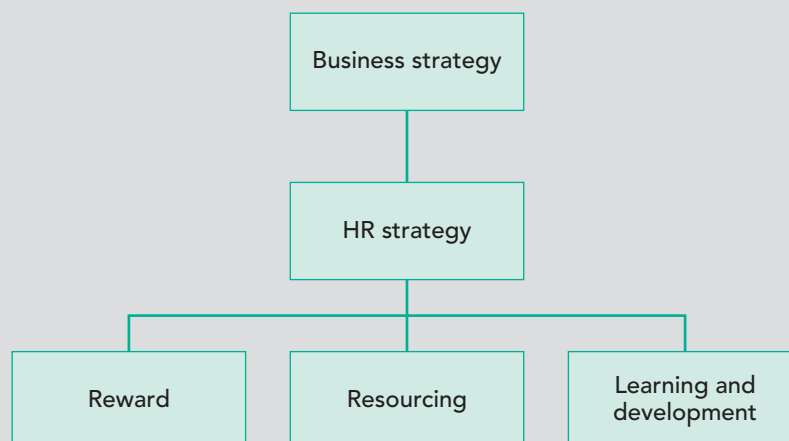 Business strategy
HR strategy
Reward
Resourcing
Learning and
development